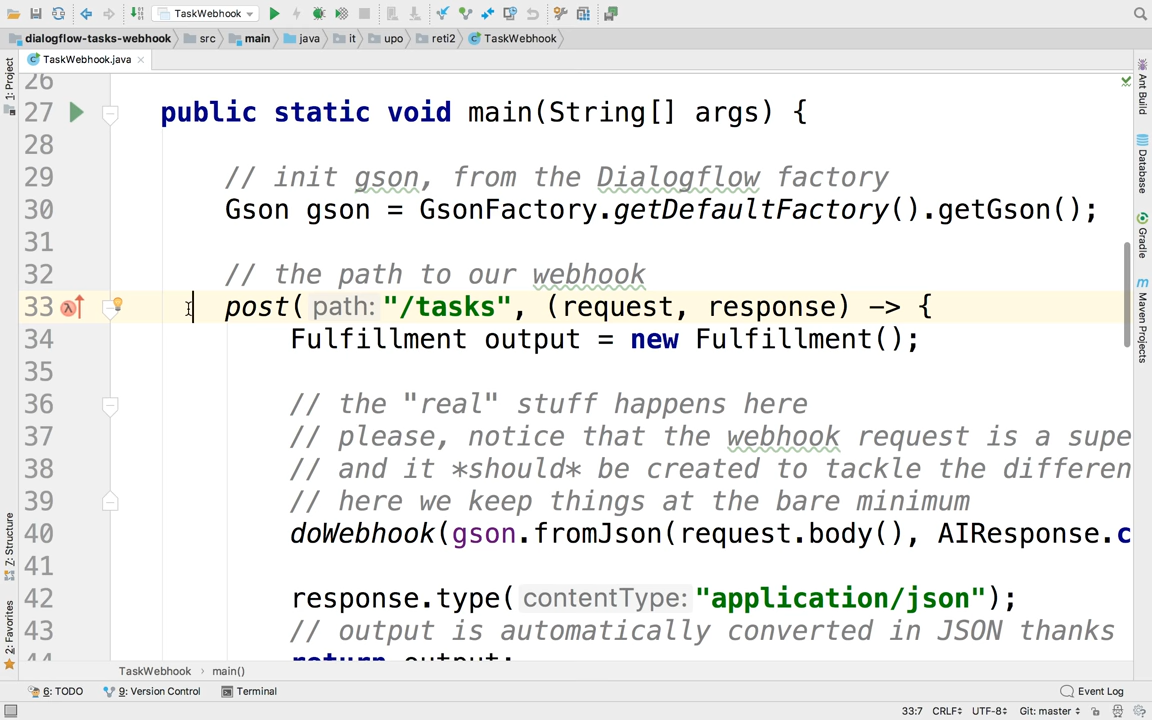 TaskWebhook
dialogflow-tasks-webhook src main java it upo reti2 TaskWebhook
TaskWebhook.java
1: Project
26
27 public static void main(String[] args) {
28
29 // init gson, from the Dialogflow factory
30 Gson gson = GsonFactory.getDefaultFactory().getGson();
31
32 // the path to our webhook
33 post( path: "/tasks", (request, response) -> {
34 Fulfillment output = new Fulfillment();
35
36 // the "real" stuff happens here
37 // please, notice that the webhook request is a supe
38 // and it *should* be created to tackle the differen
39 // here we keep things at the bare minimum
40 doWebhook(gson.fromJson(request.body(), AIResponse.c
41
42 response.type( contentType: "application/json");
43 // output is automatically converted in JSON thanks
44 return output;
Z: Structure
2: Favorites
Ant Build
Database
Gradle
Maven Projects
TaskWebhook › main()
6: TODO 9: Version Control Terminal Event Log
33:7 CRLF UTF-8 Git: master